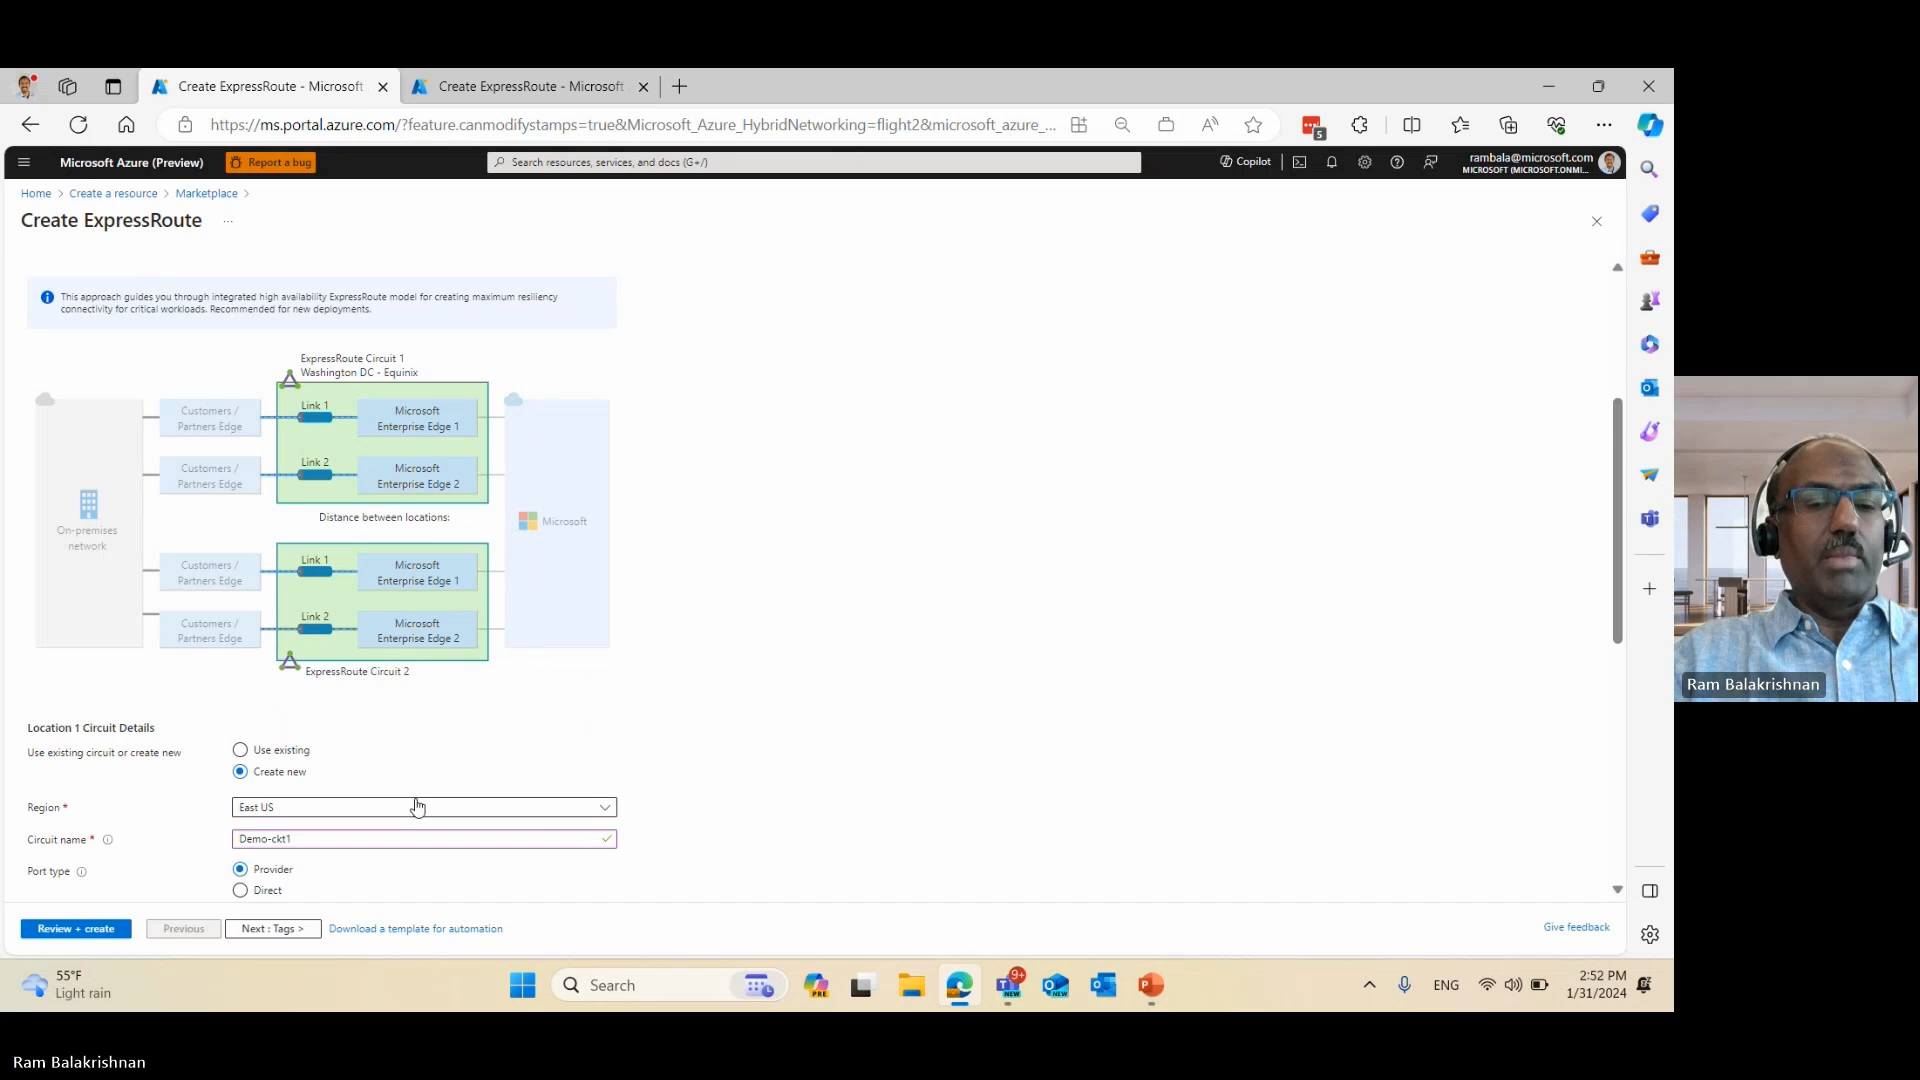 Create ExpressRoute - Microsoft
Create ExpressRoute - Microsoft
https://ms.portal.azure.com/?feature.canmodifystamps=true&Microsoft_Azure_HybridNetworking=flight2&microsoft_azure_...
5
Microsoft Azure (Preview)
Report a bug
Search resources, services, and docs (G+/)
Copilot
rambala@microsoft.com
MICROSOFT (MICROSOFT.ONMI...
Home > Create a resource > Marketplace >
Create ExpressRoute ...
This approach guides you through integrated high availability ExpressRoute model for creating maximum resiliency
connectivity for critical workloads. Recommended for new deployments.
ExpressRoute Circuit 1
Washington DC - Equinix
Customers /
Partners Edge
Link 1
Microsoft
Enterprise Edge 1
Customers /
Partners Edge
Link 2
Microsoft
Enterprise Edge 2
On-premises
network
Distance between locations:
Microsoft
Customers /
Partners Edge
Link 1
Microsoft
Enterprise Edge 1
Customers /
Partners Edge
Link 2
Microsoft
Enterprise Edge 2
ExpressRoute Circuit 2
Location 1 Circuit Details
Use existing circuit or create new
Use existing
Create new
Region *
East US
Circuit name *
Demo-ckt1
Port type
Provider
Direct
Review + create
Previous
Next : Tags >
Download a template for automation
Give feedback
55°F
Light rain
Search
PRE
9+
NEW
NEW
ENG
2:52 PM
1/31/2024
Ram Balakrishnan
Ram Balakrishnan